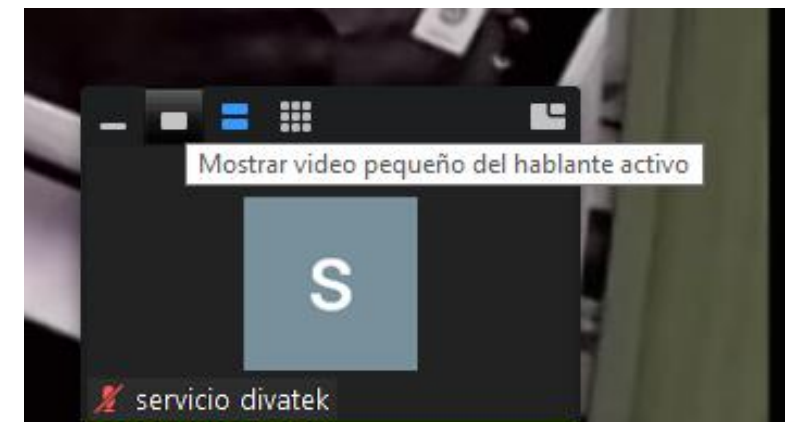 Mostrar video pequeño del hablante activo
S
servicio divatek